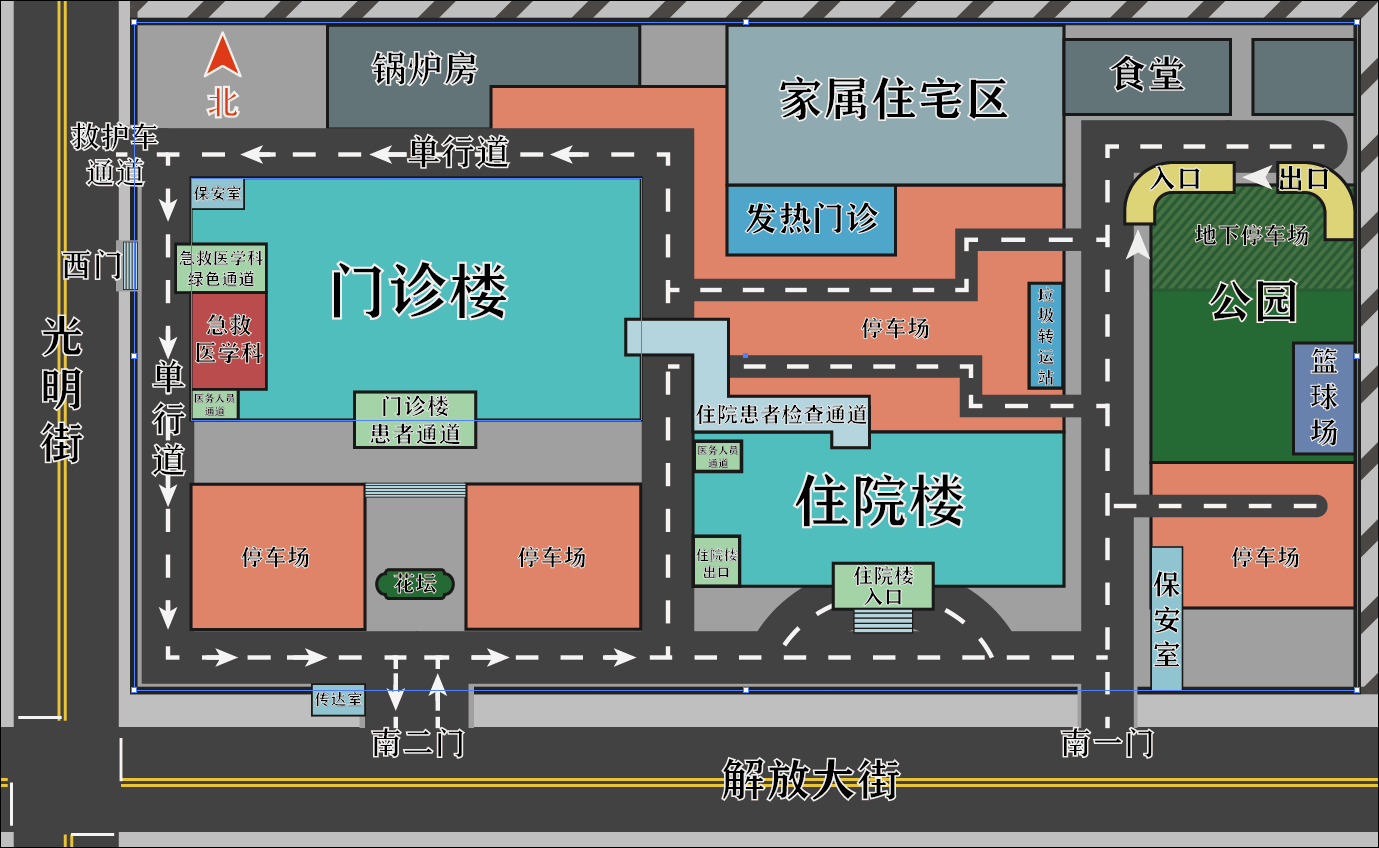 北
锅炉房
家属住宅区
食堂
救护车
通道
单行道
入口
出口
保安室
发热门诊
地下停车场
西门
急救医学科
绿色通道
门诊楼
公园
光明街
急救
医学科
停车场
垃圾转运站
篮球场
单行道
医务人员
通道
门诊楼
患者通道
住院患者检查通道
医务人员
通道
住院楼
停车场
停车场
花坛
住院楼
出口
住院楼
入口
停车场
保安室
传达室
南二门
南一门
解放大街